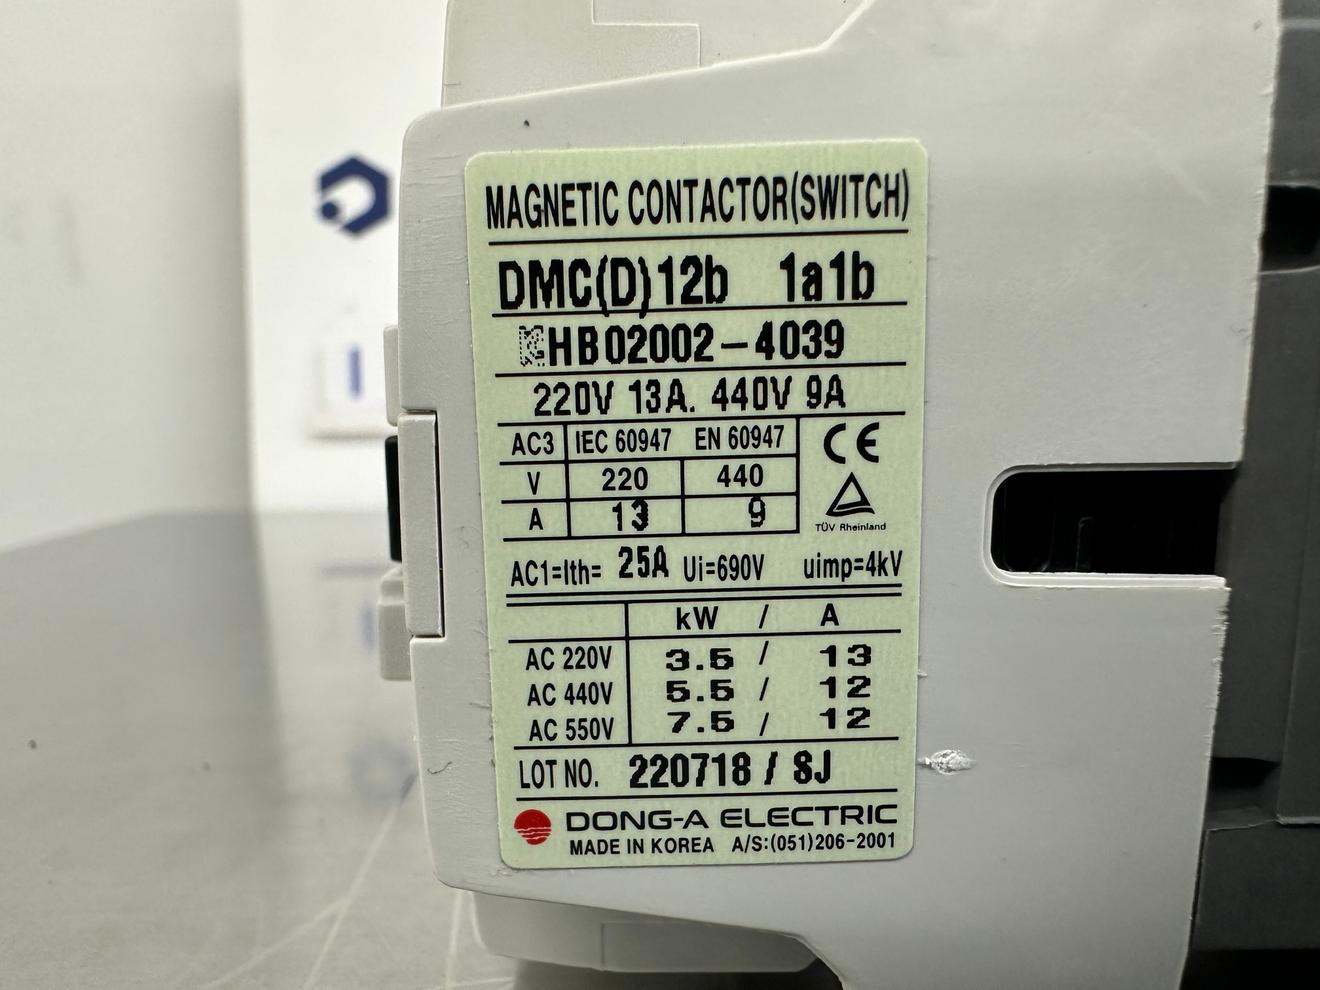 MAGNETIC CONTACTOR(SWITCH)
DMC(D)12b 1a1b
HB02002-4039
220V 13A. 440V 9A
AC3 IEC 60947 EN 60947 CE
V 220 440
A 13 9
TÜV Rheinland
AC1=Ith= 25A Ui=690V uimp=4kV
kW / A
AC 220V 3.5 / 13
AC 440V 5.5 / 12
AC 550V 7.5 / 12
LOT NO. 220718 / SJ
DONG-A ELECTRIC
MADE IN KOREA A/S:(051)206-2001